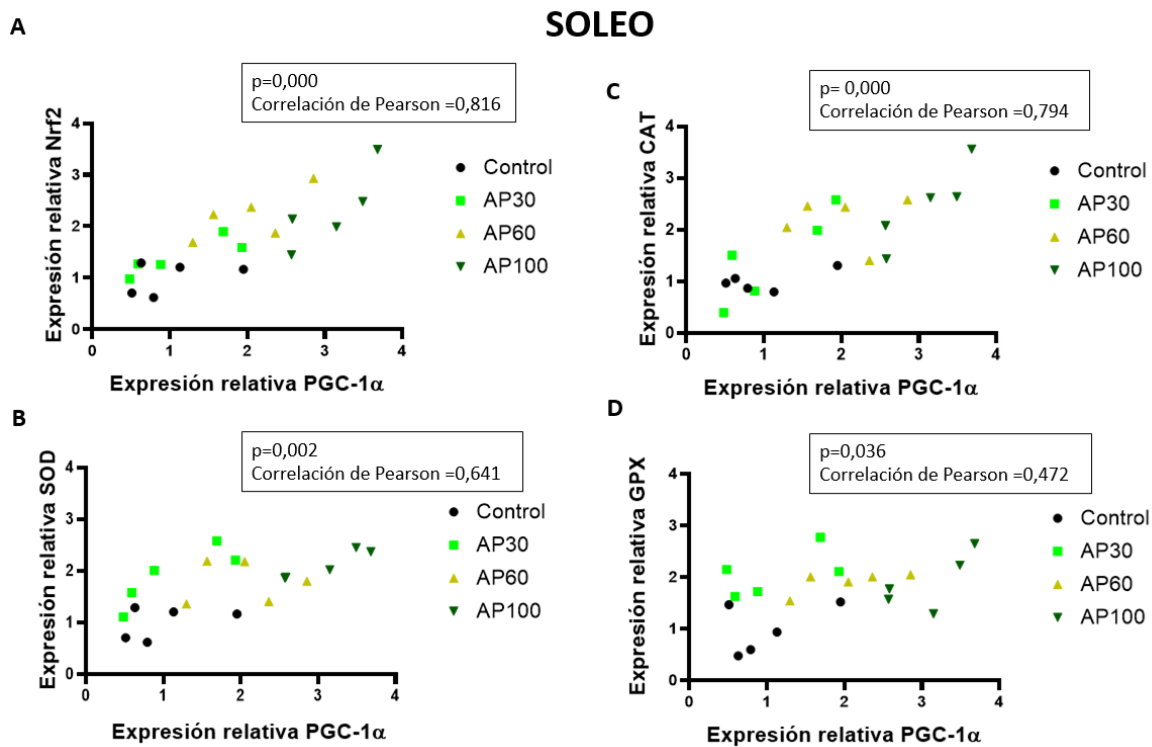 SOLEO
A
p=0,000
Correlación de Pearson =0,816
Expresión relativa Nrf2
4
3
2
1
0
0 1 2 3 4
Expresión relativa PGC-1α
Control
AP30
AP60
AP100
C
p= 0,000
Correlación de Pearson =0,794
Expresión relativa CAT
4
3
2
1
0
0 1 2 3 4
Expresión relativa PGC-1α
Control
AP30
AP60
AP100
B
p=0,002
Correlación de Pearson =0,641
Expresión relativa SOD
4
3
2
1
0
0 1 2 3 4
Expresión relativa PGC-1α
Control
AP30
AP60
AP100
D
p=0,036
Correlación de Pearson =0,472
Expresión relativa GPX
4
3
2
1
0
0 1 2 3 4
Expresión relativa PGC-1α
Control
AP30
AP60
AP100